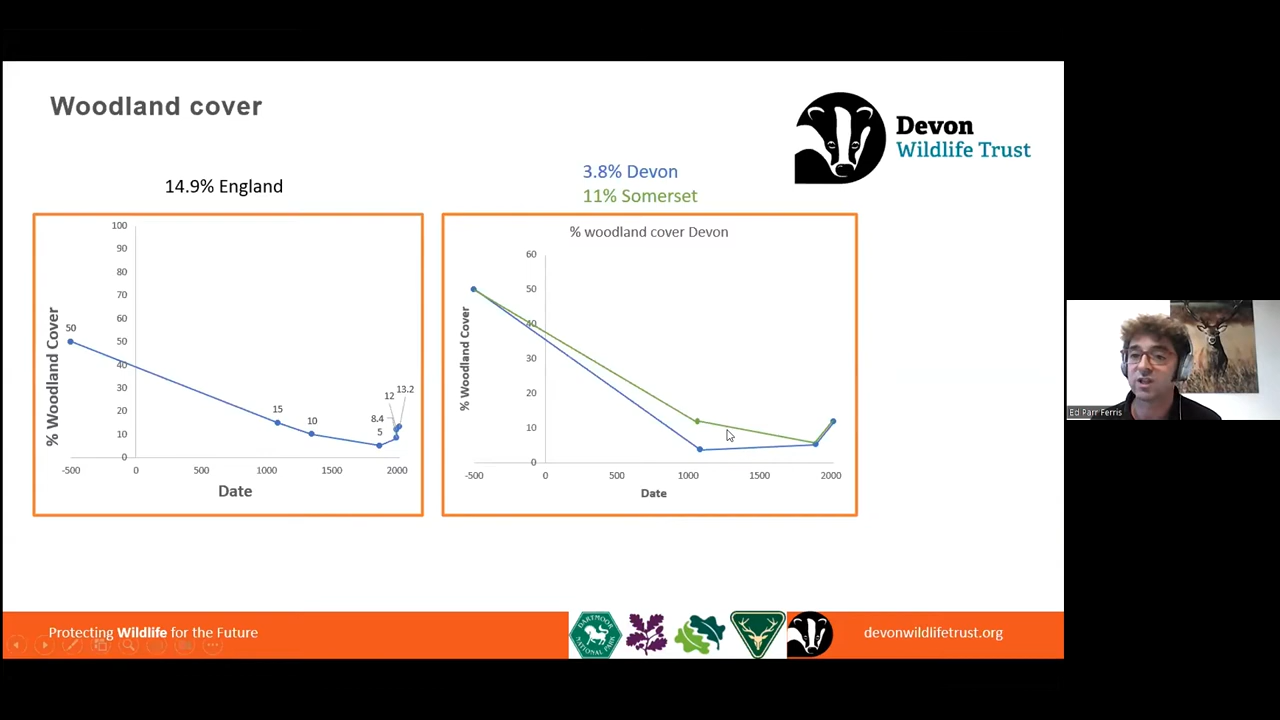 Woodland cover
Devon
Wildlife Trust
14.9% England
3.8% Devon
11% Somerset
100
90
80
70
60
50
40
30
20
10
0
% Woodland Cover
50
15
10
5
8.4
12
13.2
-500
0
500
1000
1500
2000
Date
% woodland cover Devon
60
50
40
30
20
10
0
% Woodland Cover
-500
0
500
1000
1500
2000
Date
Ed Parr Ferris
Protecting Wildlife for the Future
DARTMOOR
NATIONAL PARK
devonwildlifetrust.org